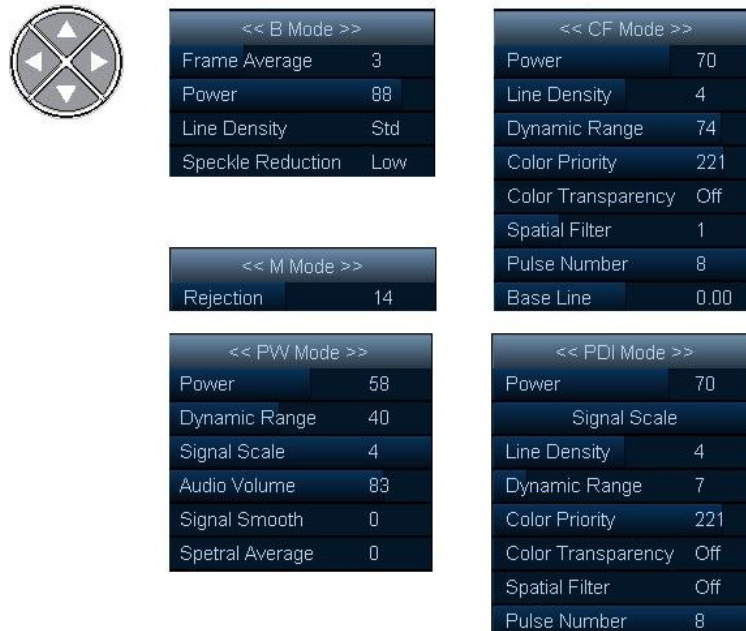 << B Mode >>
Frame Average 3
Power 88
Line Density Std
Speckle Reduction Low
<< M Mode >>
Rejection 14
<< PW Mode >>
Power 58
Dynamic Range 40
Signal Scale 4
Audio Volume 83
Signal Smooth 0
Spetral Average 0
<< CF Mode >>
Power 70
Line Density 4
Dynamic Range 74
Color Priority 221
Color Transparency Off
Spatial Filter 1
Pulse Number 8
Base Line 0.00
<< PDI Mode >>
Power 70
Signal Scale
Line Density 4
Dynamic Range 7
Color Priority 221
Color Transparency Off
Spatial Filter Off
Pulse Number 8